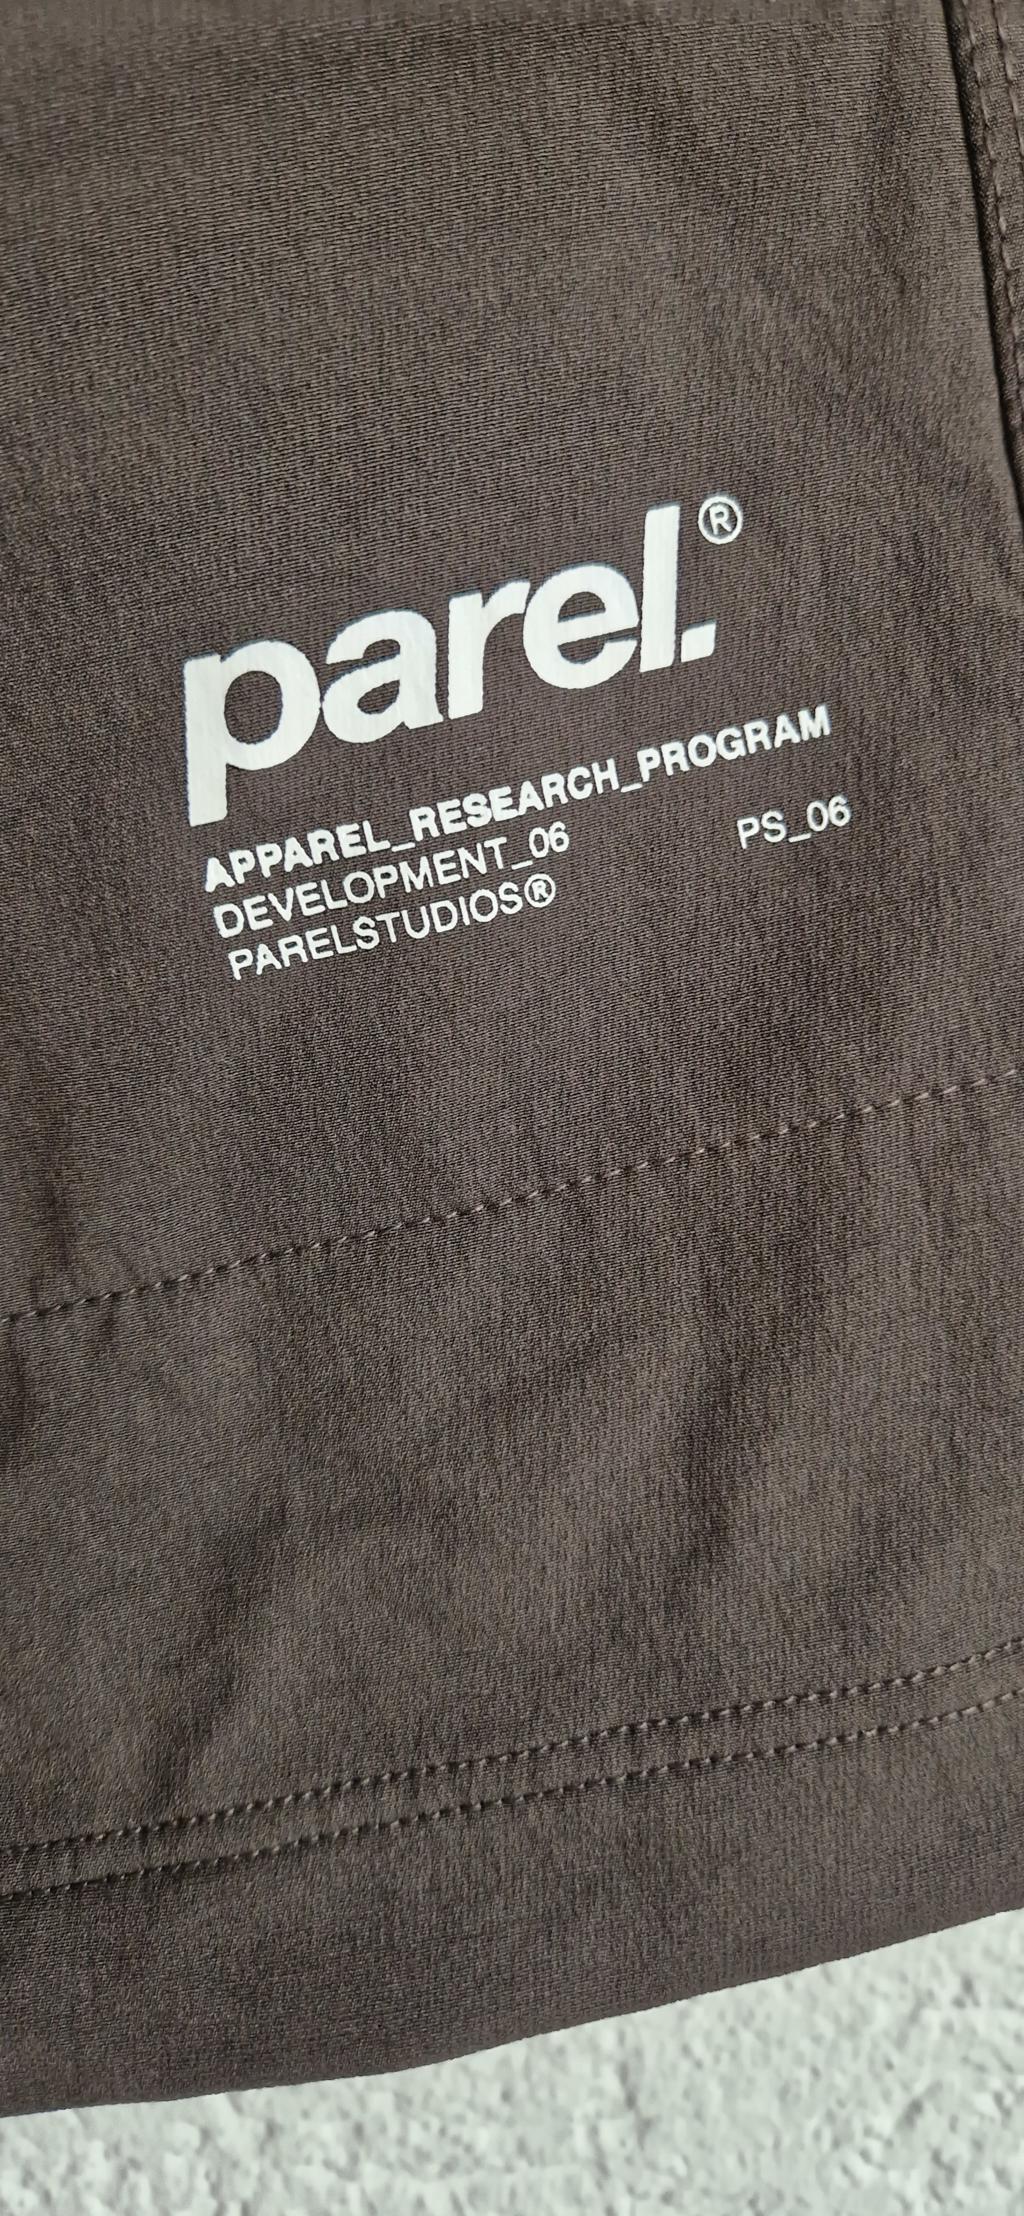 parel.®
APPAREL_RESEARCH_PROGRAM
DEVELOPMENT_06 PS_06
PARELSTUDIOS®